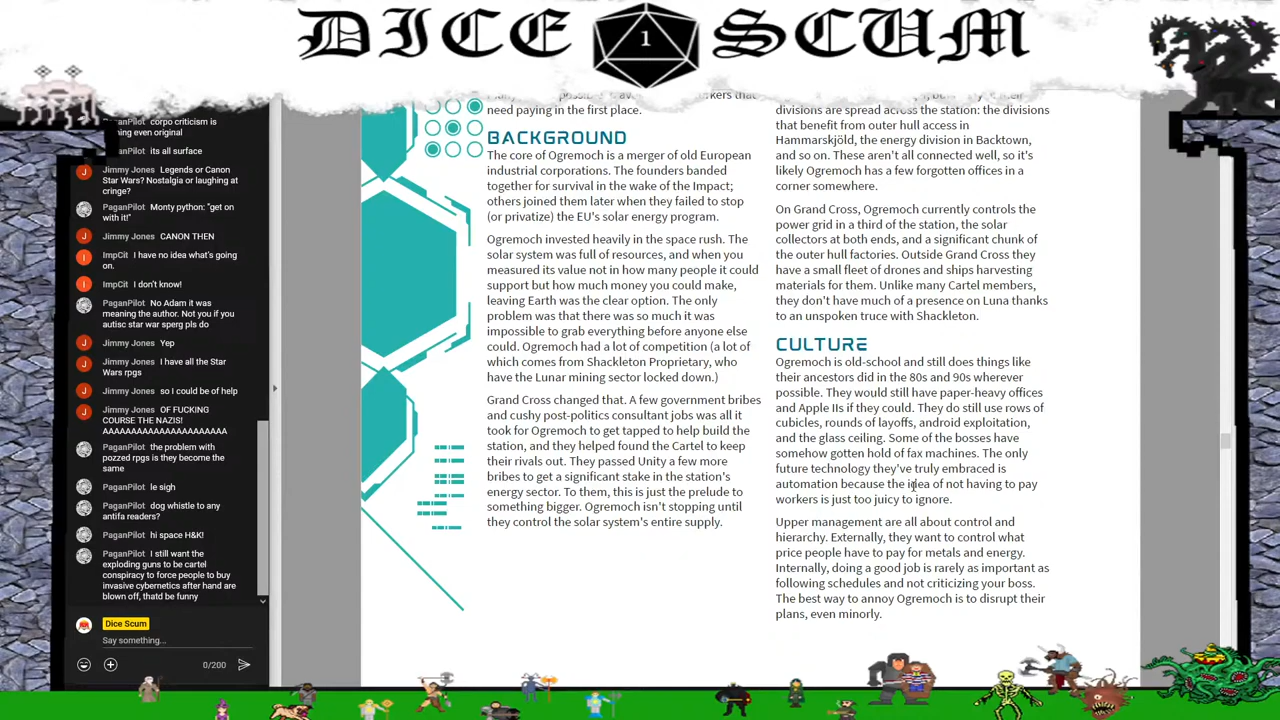 DICE SCUM
1
corpo criticism is
even original
PaganPilot its all surface
Jimmy Jones Legends or Canon
Star Wars? Nostalgia or laughing at
cringe?
PaganPilot Monty python: "get on
with it!"
Jimmy Jones CANON THEN
ImpCit I have no idea what's going
on.
ImpCit I don't know!
PaganPilot No Adam it was
meaning the author. Not you if you
autisc star war sperg pls do
Jimmy Jones Yep
Jimmy Jones I have all the Star
Wars rpgs
Jimmy Jones so I could be of help
Jimmy Jones OF FUCKING
COURSE THE NAZIS!
AAAAAAAAAAAAAAAAAAAAA
PaganPilot the problem with
pozzed rpgs is they become the
same
PaganPilot le sigh
PaganPilot dog whistle to any
antifa readers?
PaganPilot hi space H&K!
PaganPilot I still want the
exploding guns to be cartel
conspiracy to force people to buy
invasive cybernetics after hand are
blown off, thatd be funny
Dice Scum
Say something...
0/200
need paying in the first place.
BACKGROUND
The core of Ogremoch is a merger of old European
industrial corporations. The founders banded
together for survival in the wake of the Impact;
others joined them later when they failed to stop
(or privatize) the EU's solar energy program.
Ogremoch invested heavily in the space rush. The
solar system was full of resources, and when you
measured its value not in how many people it could
support but how much money you could make,
leaving Earth was the clear option. The only
problem was that there was so much it was
impossible to grab everything before anyone else
could. Ogremoch had a lot of competition (a lot of
which comes from Shackleton Proprietary, who
have the Lunar mining sector locked down.)
Grand Cross changed that. A few government bribes
and cushy post-politics consultant jobs was all it
took for Ogremoch to get tapped to help build the
station, and they helped found the Cartel to keep
their rivals out. They passed Unity a few more
bribes to get a significant stake in the station's
energy sector. To them, this is just the prelude to
something bigger. Ogremoch isn't stopping until
they control the solar system's entire supply.
divisions are spread across the station: the divisions
that benefit from outer hull access in
Hammarskjöld, the energy division in Backtown,
and so on. These aren't all connected well, so it's
likely Ogremoch has a few forgotten offices in a
corner somewhere.
On Grand Cross, Ogremoch currently controls the
power grid in a third of the station, the solar
collectors at both ends, and a significant chunk of
the outer hull factories. Outside Grand Cross they
have a small fleet of drones and ships harvesting
materials for them. Unlike many Cartel members,
they don't have much of a presence on Luna thanks
to an unspoken truce with Shackleton.
CULTURE
Ogremoch is old-school and still does things like
their ancestors did in the 80s and 90s wherever
possible. They would still have paper-heavy offices
and Apple IIs if they could. They do still use rows of
cubicles, rounds of layoffs, android exploitation,
and the glass ceiling. Some of the bosses have
somehow gotten hold of fax machines. The only
future technology they've truly embraced is
automation because the idea of not having to pay
workers is just too juicy to ignore.
Upper management are all about control and
hierarchy. Externally, they want to control what
price people have to pay for metals and energy.
Internally, doing a good job is rarely as important as
following schedules and not criticizing your boss.
The best way to annoy Ogremoch is to disrupt their
plans, even minorly.